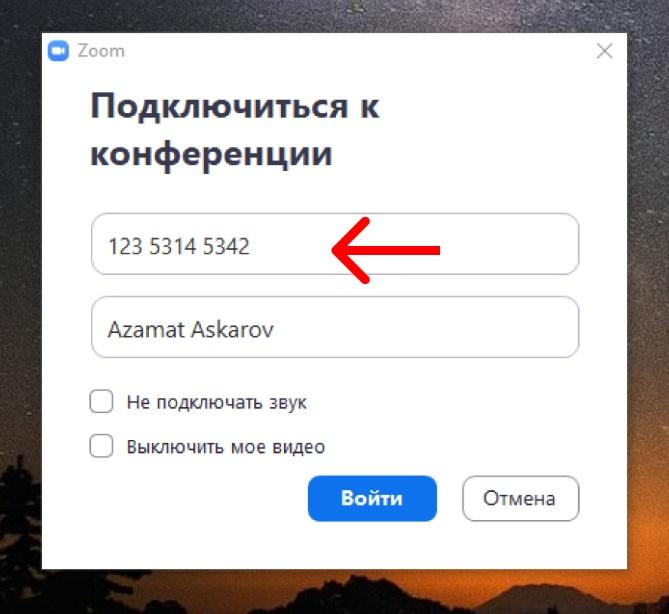 Zoom
Подключиться к
конференции
123 5314 5342
Azamat Askarov
Не подключать звук
Выключить мое видео
Войти
Отмена